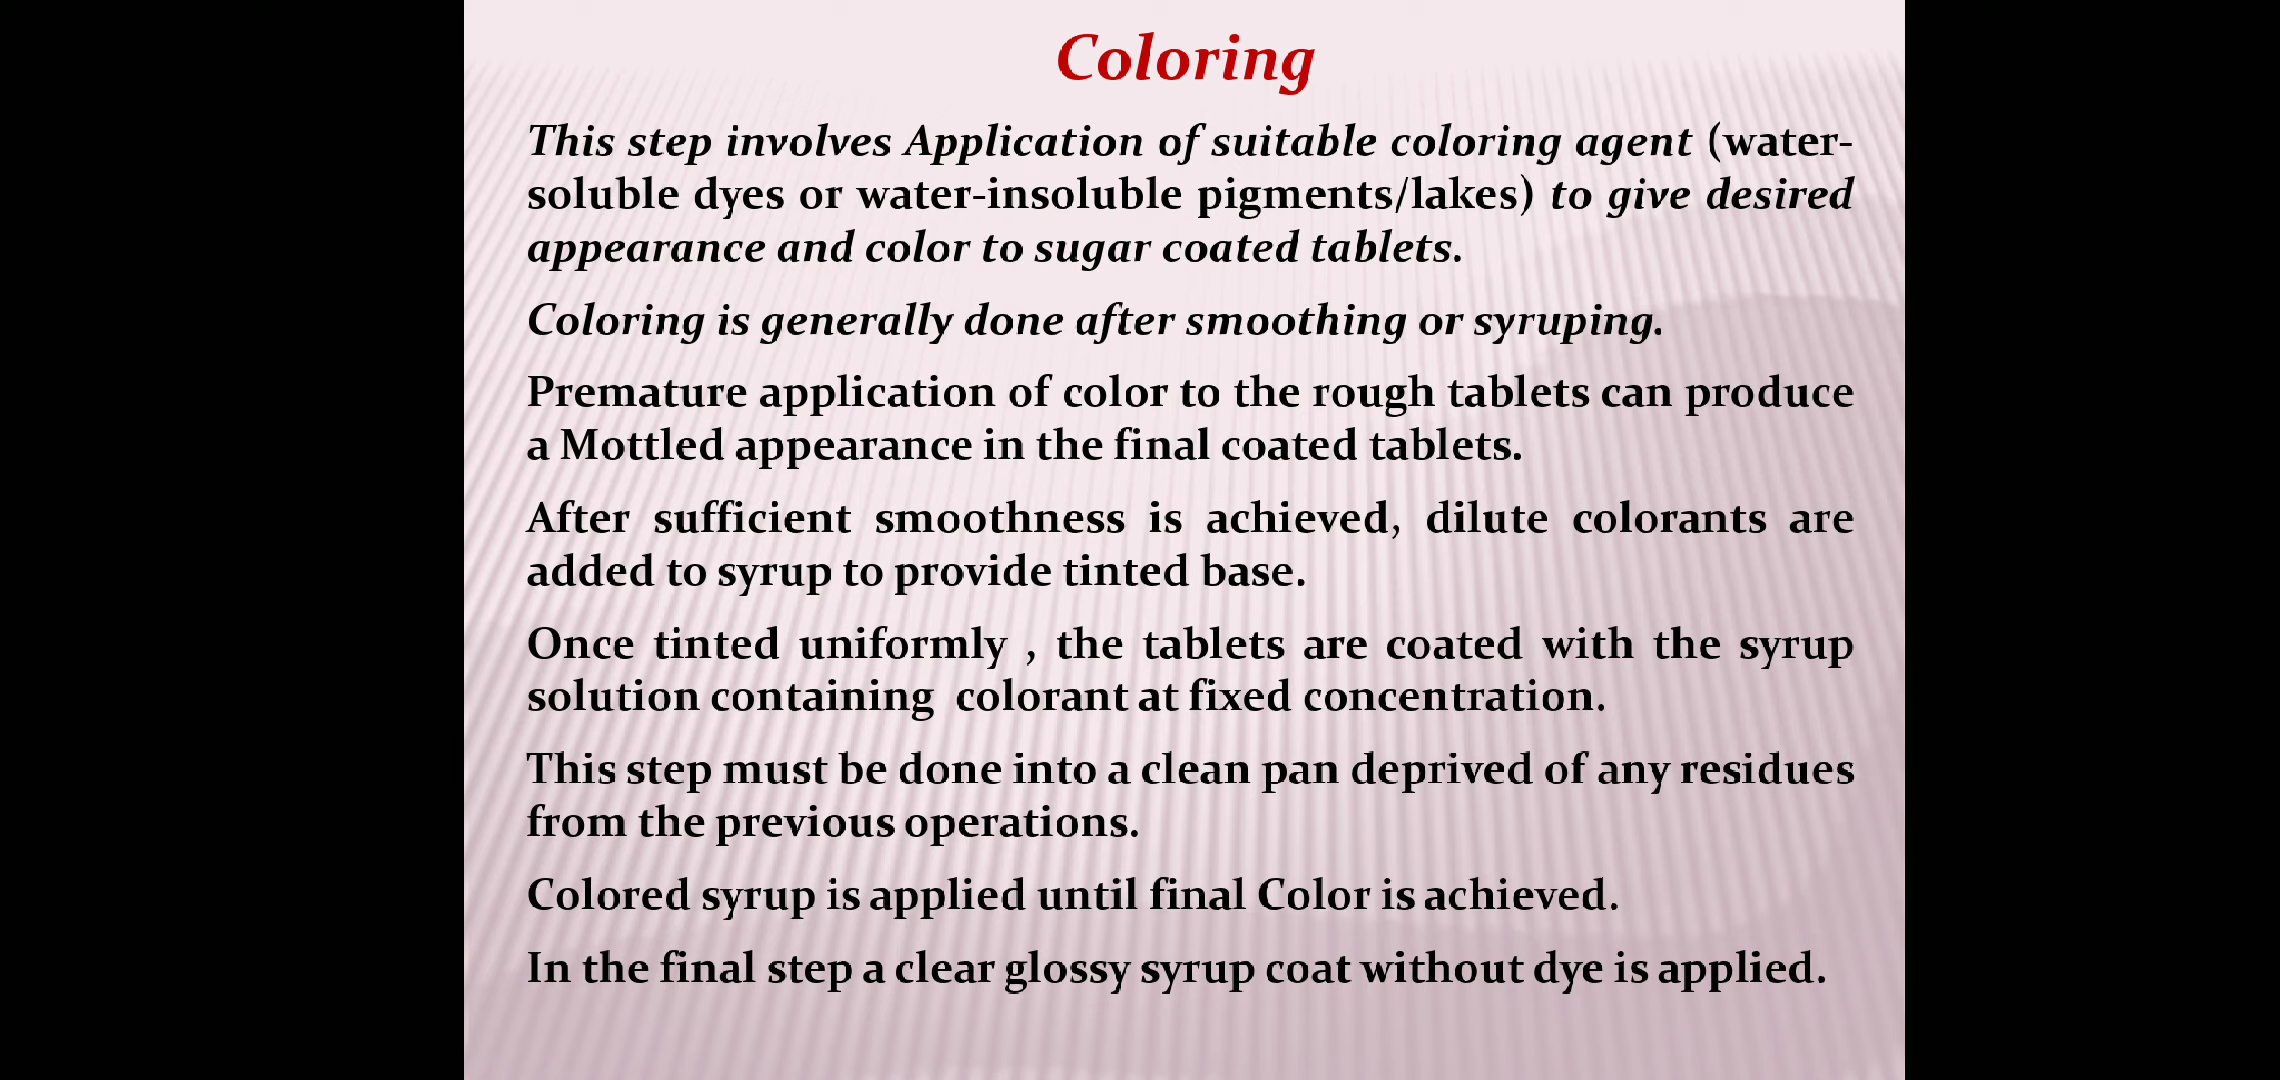 Coloring
This step involves Application of suitable coloring agent (water-
soluble dyes or water-insoluble pigments/lakes) to give desired
appearance and color to sugar coated tablets.
Coloring is generally done after smoothing or syruping.
Premature application of color to the rough tablets can produce
a Mottled appearance in the final coated tablets.
After sufficient smoothness is achieved, dilute colorants are
added to syrup to provide tinted base.
Once tinted uniformly , the tablets are coated with the syrup
solution containing  colorant at fixed concentration.
This step must be done into a clean pan deprived of any residues
from the previous operations.
Colored syrup is applied until final Color is achieved.
In the final step a clear glossy syrup coat without dye is applied.